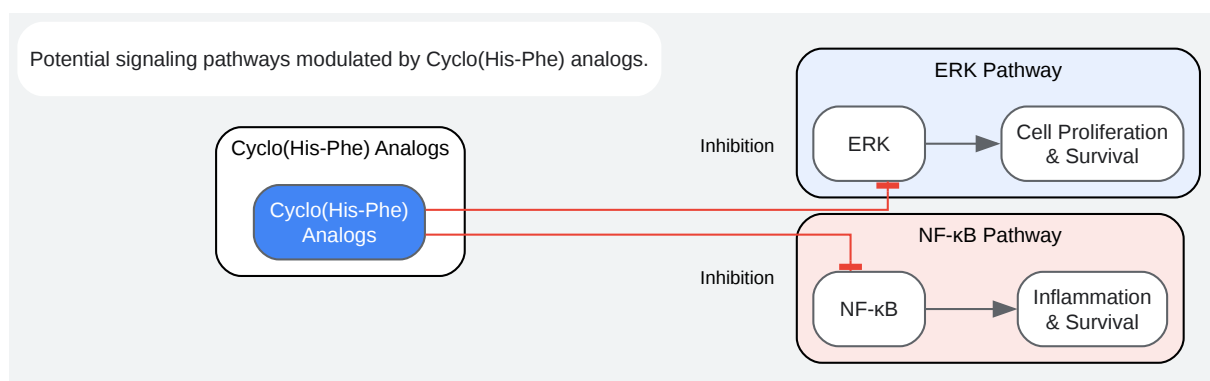 Potential signaling pathways modulated by Cyclo(His-Phe) analogs.
Cyclo(His-Phe) Analogs
Cyclo(His-Phe)
Analogs
Inhibition
Inhibition
ERK Pathway
ERK
Cell Proliferation
& Survival
NF-κB Pathway
NF-κB
Inflammation
& Survival